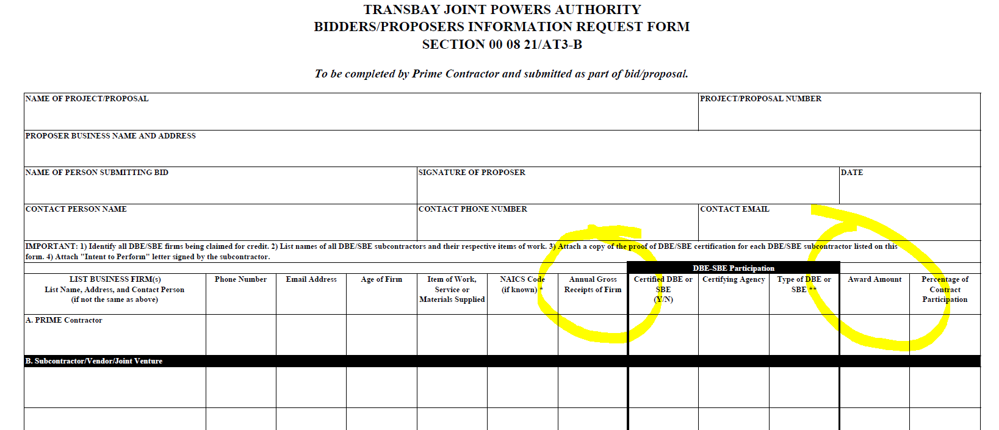 TRANSBAY JOINT POWERS AUTHORITY
BIDDERS/PROPOSERS INFORMATION REQUEST FORM
SECTION 00 08 21/AT3-B
To be completed by Prime Contractor and submitted as part of bid/proposal.
NAME OF PROJECT/PROPOSAL
PROJECT/PROPOSAL NUMBER
PROPOSER BUSINESS NAME AND ADDRESS
NAME OF PERSON SUBMITTING BID
SIGNATURE OF PROPOSER
DATE
CONTACT PERSON NAME
CONTACT PHONE NUMBER
CONTACT EMAIL
IMPORTANT: 1) Identify all DBE/SBE firms being claimed for credit. 2) List names of all DBE/SBE subcontractors and their respective items of work. 3) Attach a copy of the proof of DBE/SBE certification for each DBE/SBE subcontractor listed on this
form. 4) Attach "Intent to Perform" letter signed by the subcontractor.
DBE-SBE Participation
LIST BUSINESS FIRM(s)
List Name, Address, and Contact Person
(if not the same as above)
Phone Number
Email Address
Age of Firm
Item of Work,
Service or
Materials Supplied
NAICS Code
(if known) *
Annual Gross
Receipts of Firm
Certified DBE or
SBE
(Y/N)
Certifying Agency
Type of DBE or
SBE **
Award Amount
Percentage of
Contract
Participation
A. PRIME Contractor
B. Subcontractor/Vendor/Joint Venture